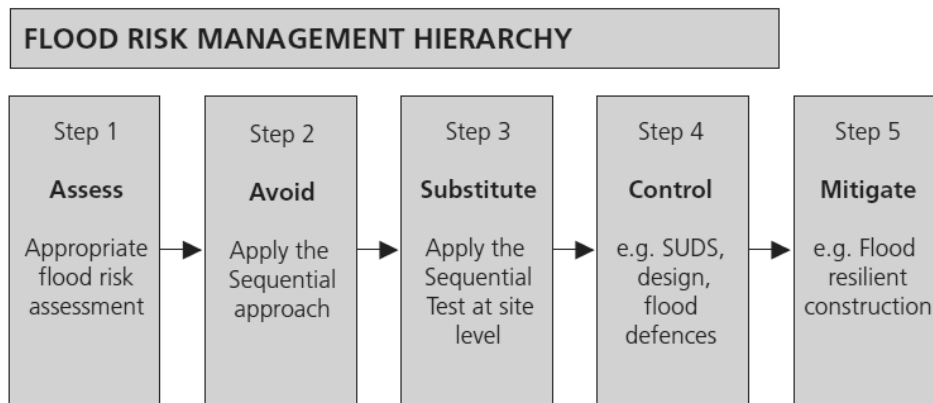 FLOOD RISK MANAGEMENT HIERARCHY
Step 1
Assess
Appropriate
flood risk
assessment
Step 2
Avoid
Apply the
Sequential
approach
Step 3
Substitute
Apply the
Sequential
Test at site
level
Step 4
Control
e.g. SUDS,
design,
flood
defences
Step 5
Mitigate
e.g. Flood
resilient
construction